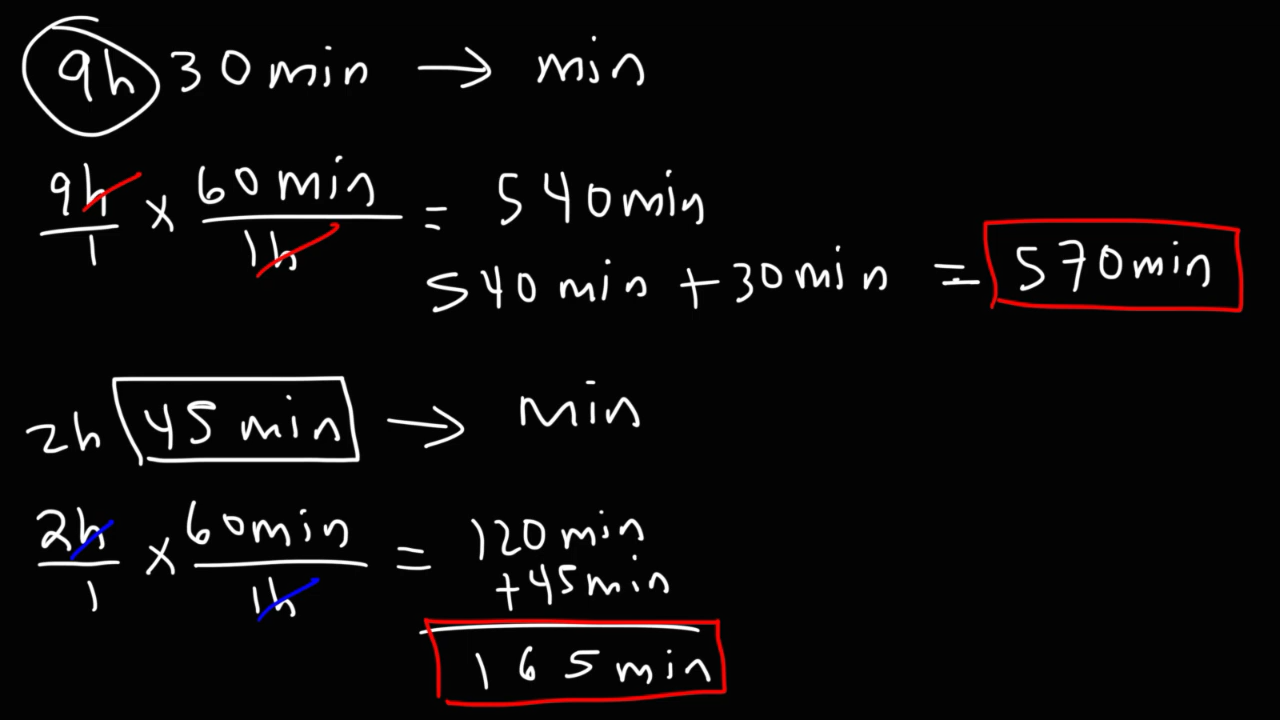 9h 30min → min
9h/1 × 60min/1h = 540min
540min + 30min = 570min
2h 45min → min
2h/1 × 60min/1h = 120min
+45min
165min